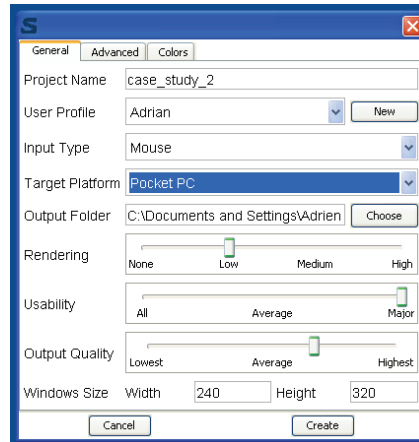 S
General Advanced Colors
Project Name case_study_2
User Profile Adrian New
Input Type Mouse
Target Platform Pocket PC
Output Folder C:\Documents and Settings\Adrien Choose
Rendering
None Low Medium High
Usability
All Average Major
Output Quality
Lowest Average Highest
Windows Size Width 240 Height 320
Cancel Create